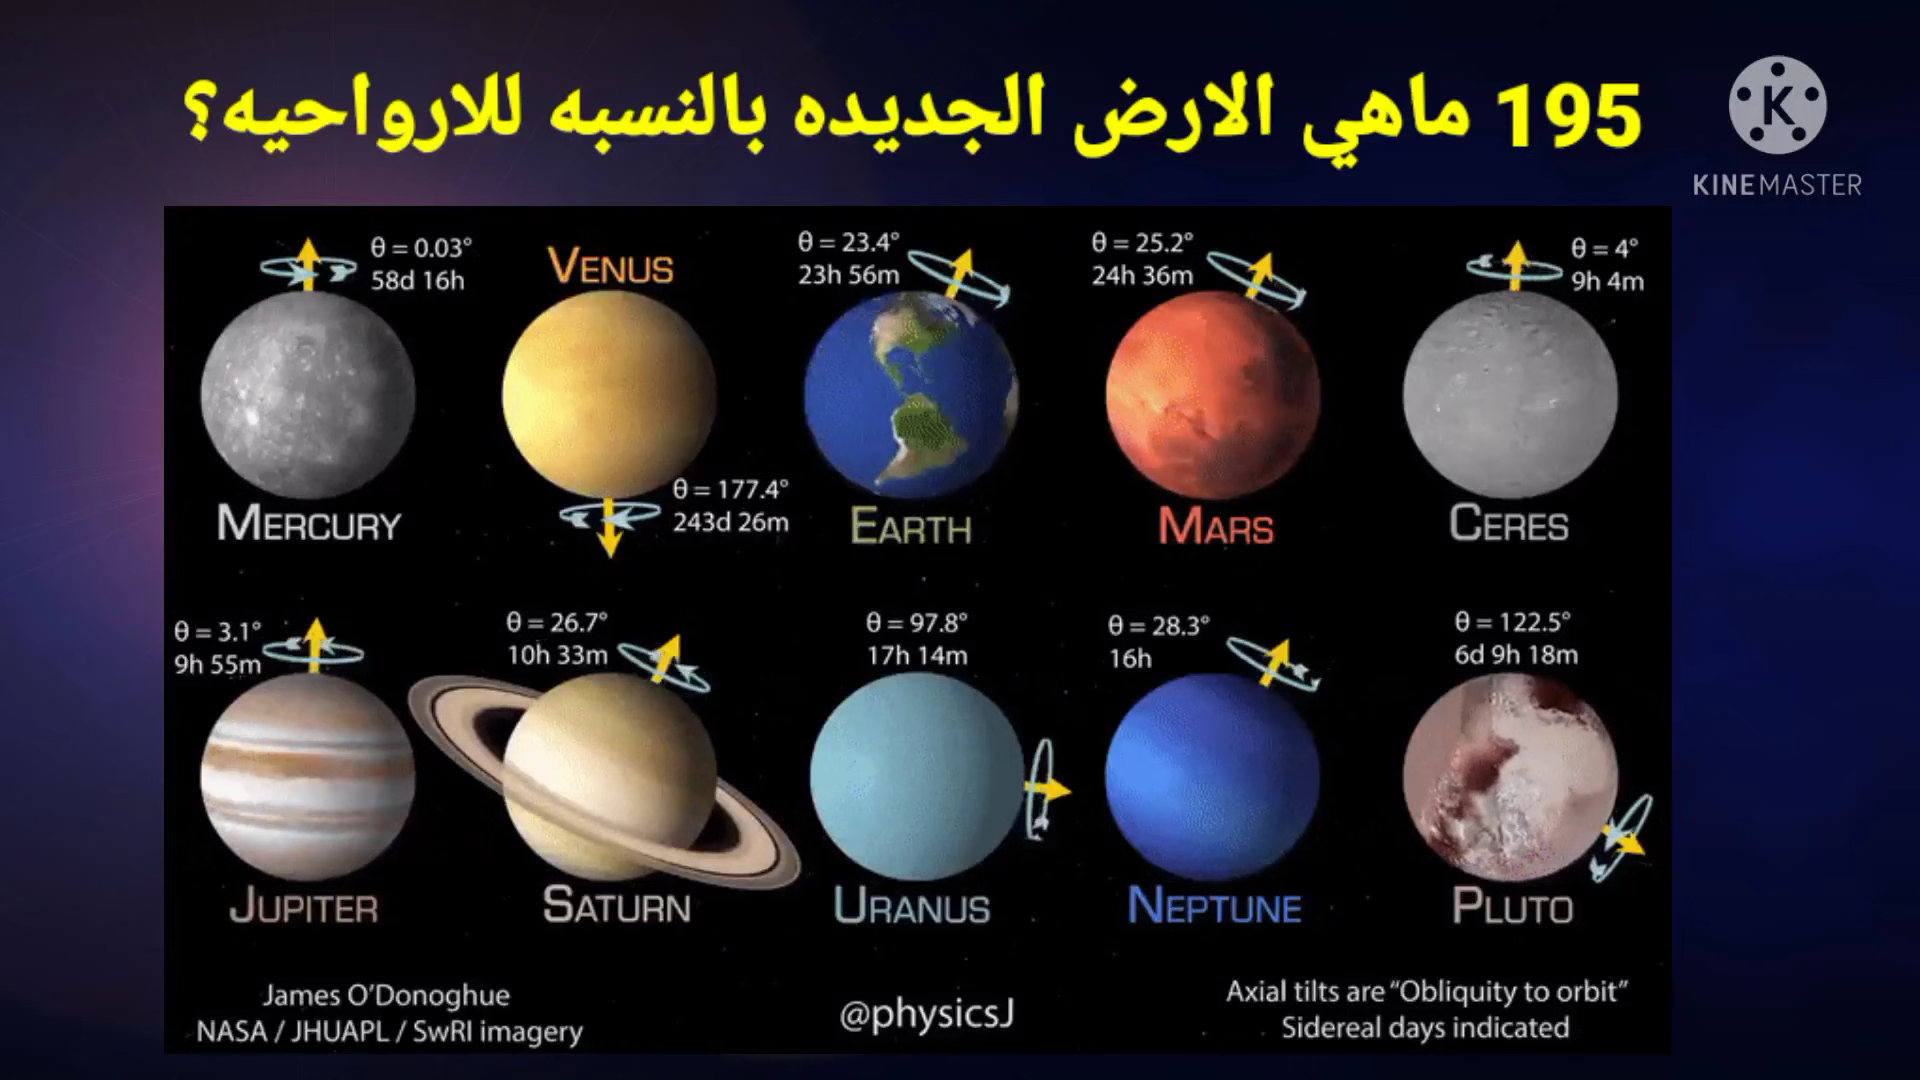 195 ماهي الارض الجديده بالنسبه للارواحيه؟
K
KINEMASTER
θ = 0.03°
58d 16h
MERCURY
VENUS
θ = 177.4°
243d 26m
θ = 23.4°
23h 56m
EARTH
θ = 25.2°
24h 36m
MARS
θ = 4°
9h 4m
CERES
θ = 3.1°
9h 55m
JUPITER
θ = 26.7°
10h 33m
SATURN
θ = 97.8°
17h 14m
URANUS
θ = 28.3°
16h
NEPTUNE
θ = 122.5°
6d 9h 18m
PLUTO
James O'Donoghue
NASA / JHUAPL / SwRI imagery
@physicsJ
Axial tilts are “Obliquity to orbit”
Sidereal days indicated